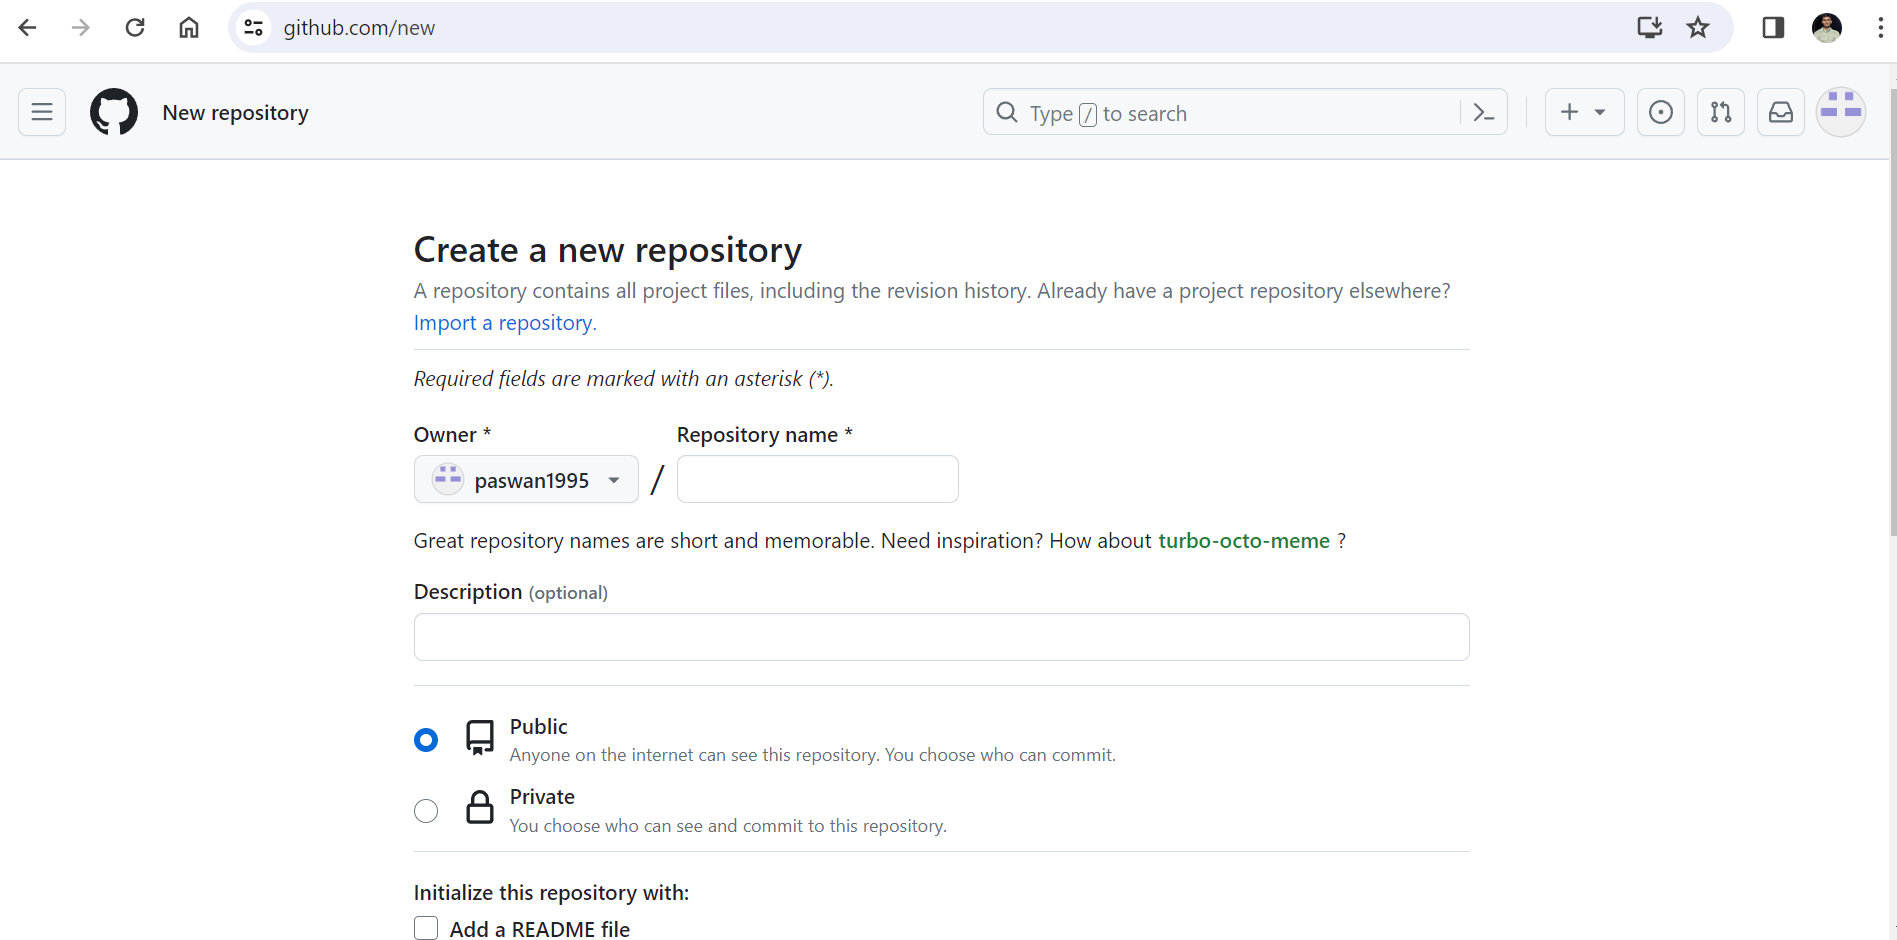 github.com/new
New repository
Type / to search
Create a new repository
A repository contains all project files, including the revision history. Already have a project repository elsewhere?
Import a repository.
Required fields are marked with an asterisk (*).
Owner *
Repository name *
paswan1995
/
Great repository names are short and memorable. Need inspiration? How about turbo-octo-meme ?
Description (optional)
Public
Anyone on the internet can see this repository. You choose who can commit.
Private
You choose who can see and commit to this repository.
Initialize this repository with:
Add a README file